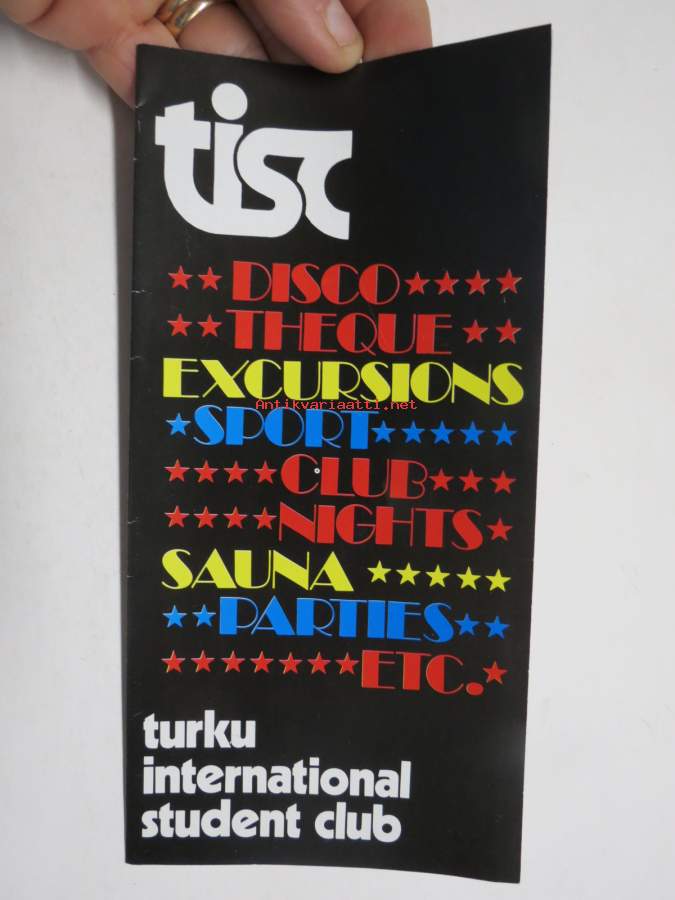 tisc
DISCO
THEQUE
EXCURSIONS
Antikvariaatti.net
SPORT
CLUB
NIGHTS
SAUNA
PARTIES
ETC.
turku
international
student club